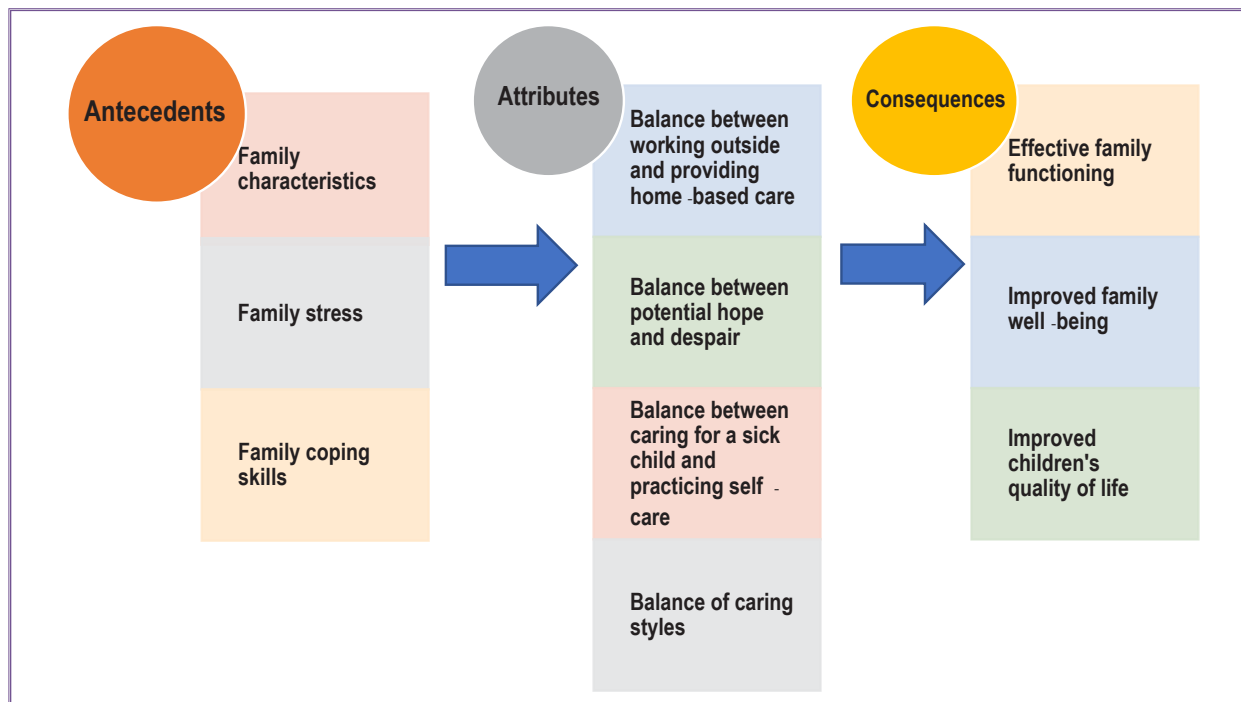 Antecedents
Family
characteristics
Family stress
Family coping
skills
Attributes
Balance between
working outside
and providing
home -based care
Balance between
potential hope
and despair
Balance between
caring for a sick
child and
practicing self -
care
Balance of caring
styles
Consequences
Effective family
functioning
Improved family
well -being
Improved
children's
quality of life